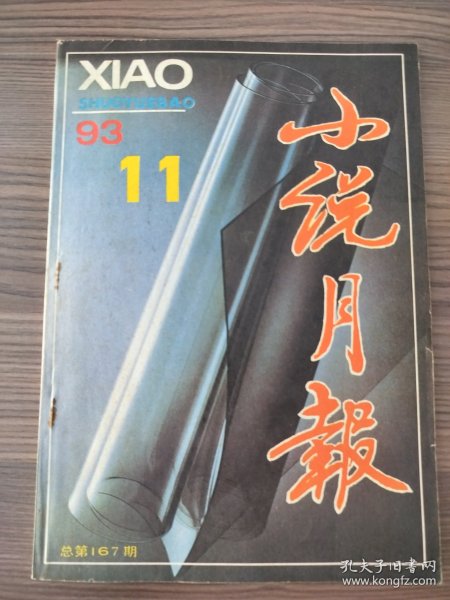 XIAO
SHUOYUEBAO
93
11
小说月報
总第167期
孔夫子旧书网
www.kongfz.com